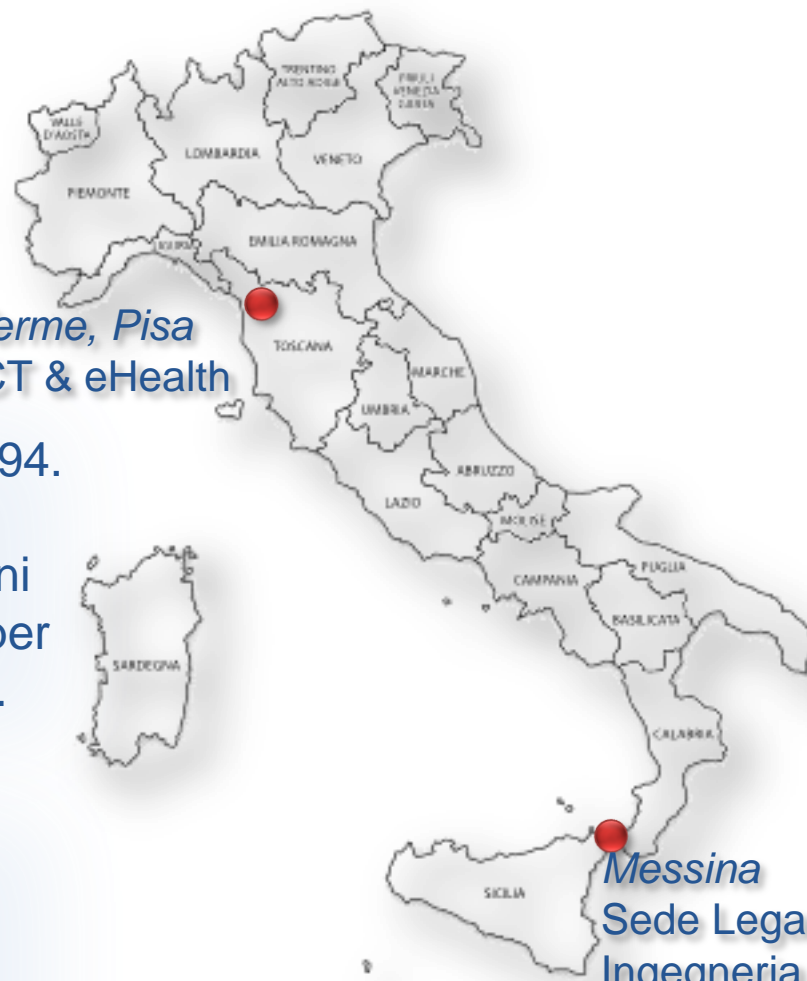 TRENTINO
ALTO ADIGE
FRIULI
VENEZIA
GIULIA
VALLE
D'AOSTA
LOMBARDIA
VENETO
PIEMONTE
LIGURIA
EMILIA ROMAGNA
erme, Pisa
CT & eHealth
TOSCANA
MARCHE
UMBRIA
94.
ABRUZZO
LAZIO
MOLISE
ni
per
.
PUGLIA
CAMPANIA
BASILICATA
SARDEGNA
CALABRIA
SICILIA
Messina
Sede Lega
Ingegneria